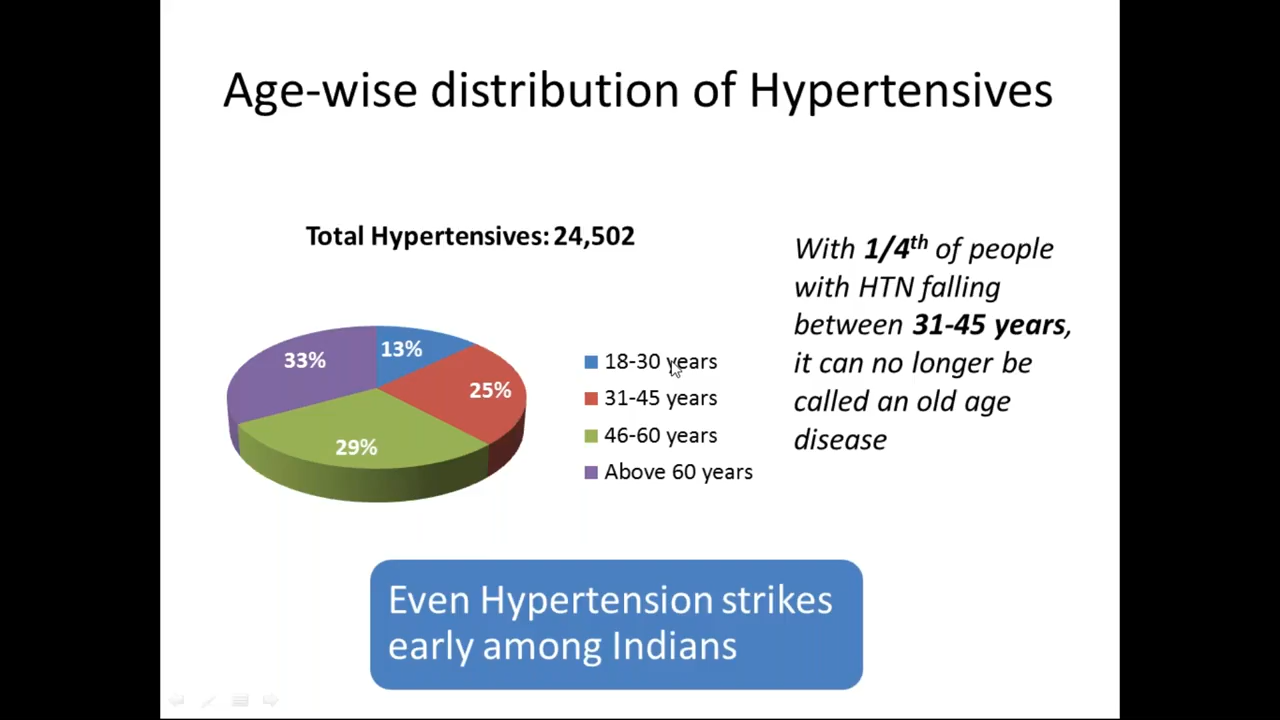 Age-wise distribution of Hypertensives
Total Hypertensives: 24,502
33%
13%
25%
29%
18-30 years
31-45 years
46-60 years
Above 60 years
With 1/4th of people
with HTN falling
between 31-45 years,
it can no longer be
called an old age
disease
Even Hypertension strikes
early among Indians